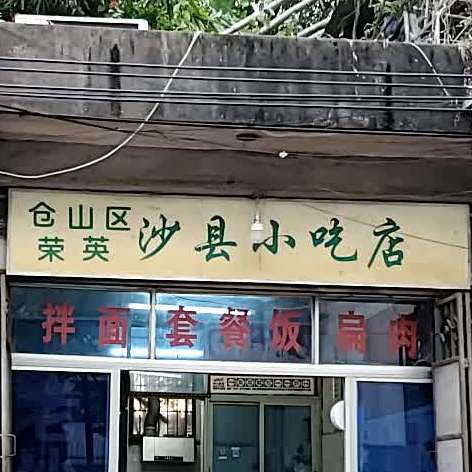 仓山区
荣英
沙县小吃店
拌面 套餐饭 扁肉